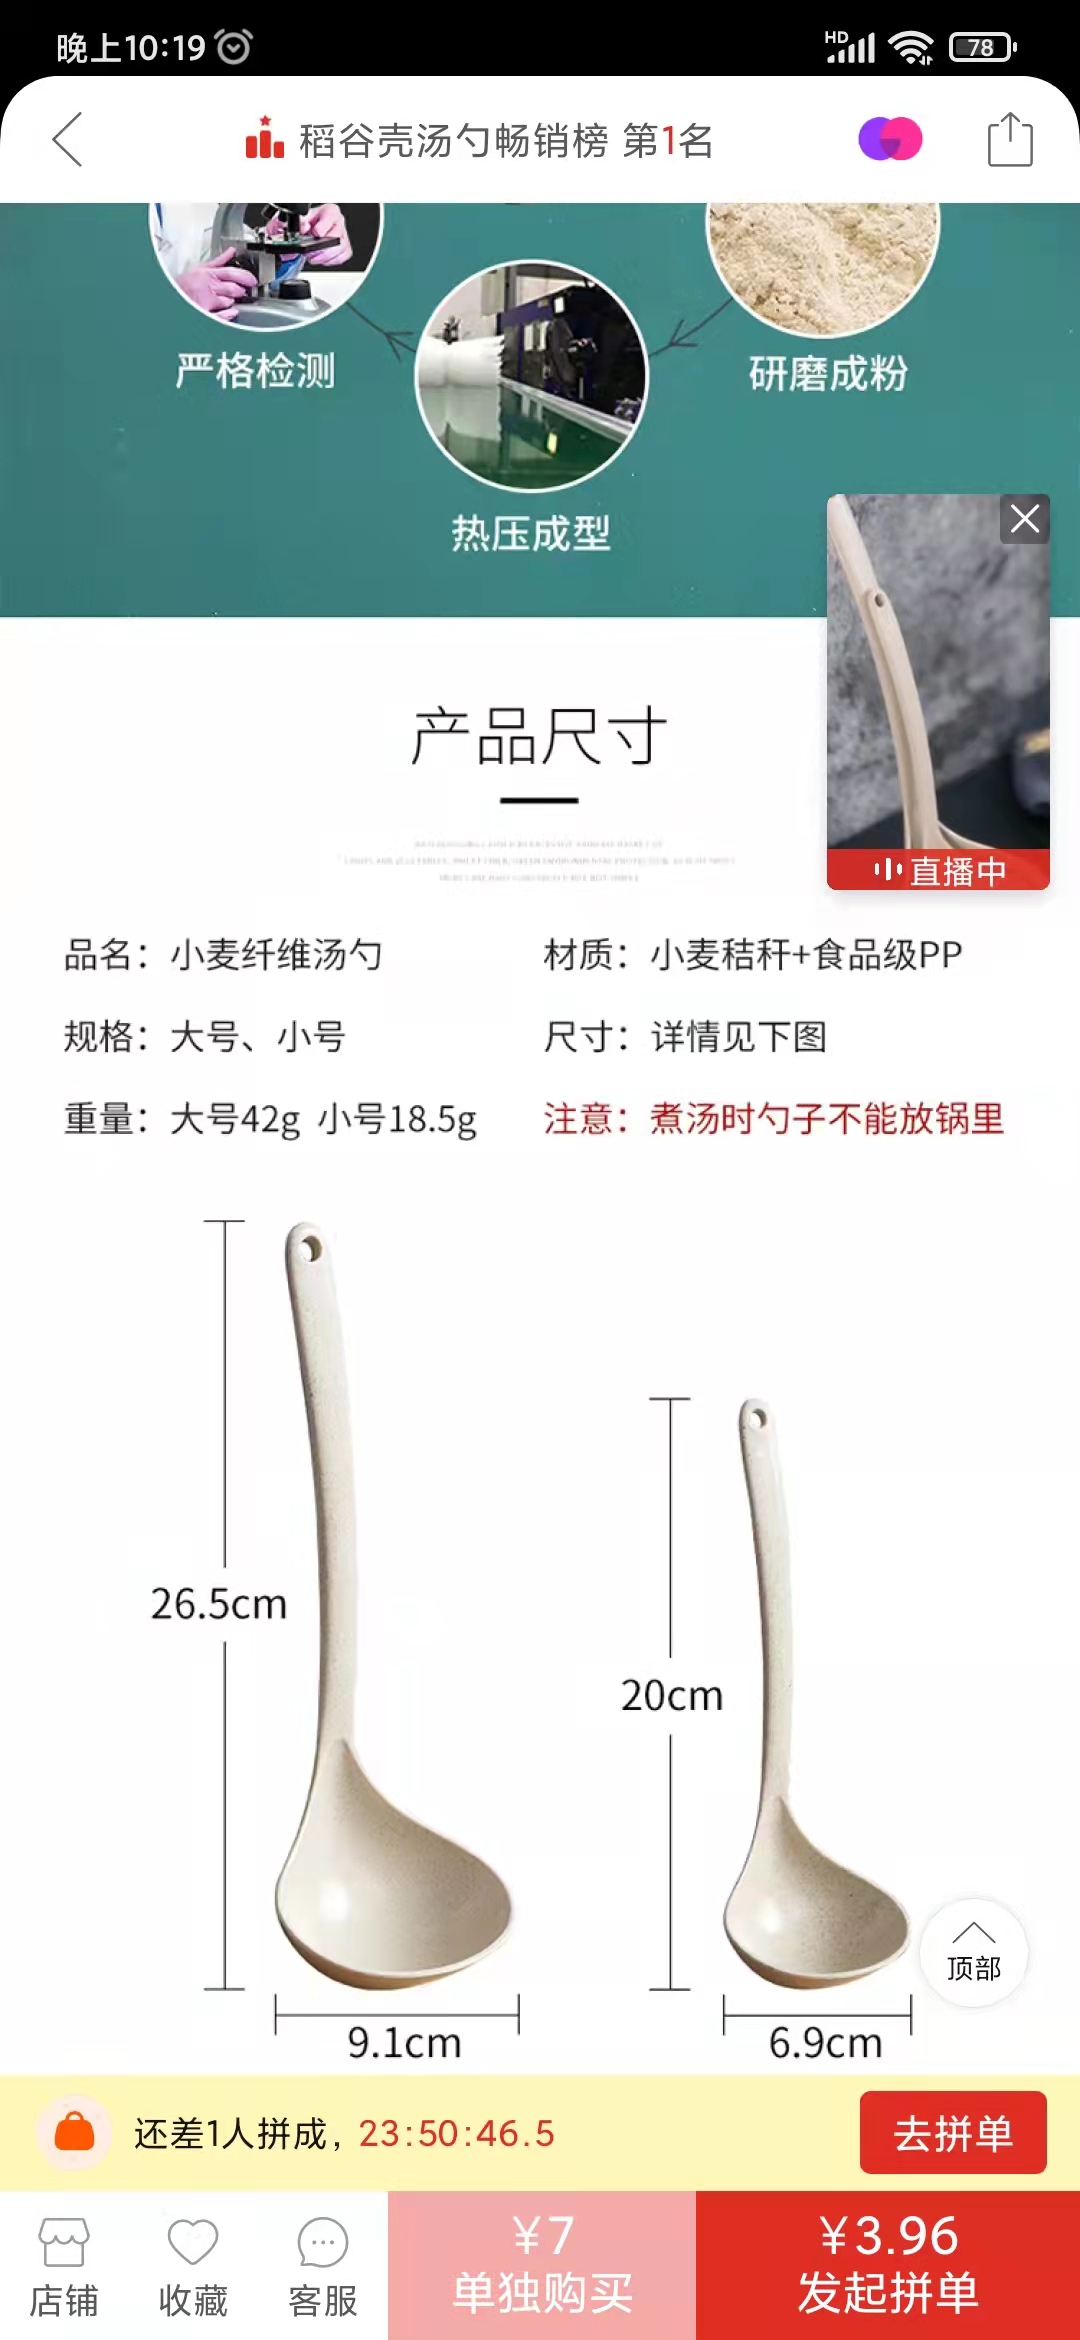 晚上10:19
HD
78
稻谷壳汤勺畅销榜 第1名
严格检测
研磨成粉
热压成型
产品尺寸
直播中
品名：小麦纤维汤勺
材质：小麦秸秆+食品级PP
规格：大号、小号
尺寸：详情见下图
重量：大号42g 小号18.5g
注意：煮汤时勺子不能放锅里
26.5cm
20cm
顶部
9.1cm
6.9cm
还差1人拼成，23:50:46.5
去拼单
店铺
收藏
客服
¥7
单独购买
¥3.96
发起拼单